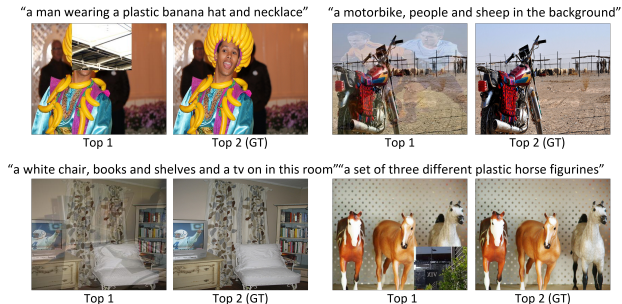 “a man wearing a plastic banana hat and necklace”
“a motorbike, people and sheep in the background”
Top 1
Top 2 (GT)
Top 1
Top 2 (GT)
“a white chair, books and shelves and a tv on in this room”
“a set of three different plastic horse figurines”
XIV
Top 1
Top 2 (GT)
Top 1
Top 2 (GT)